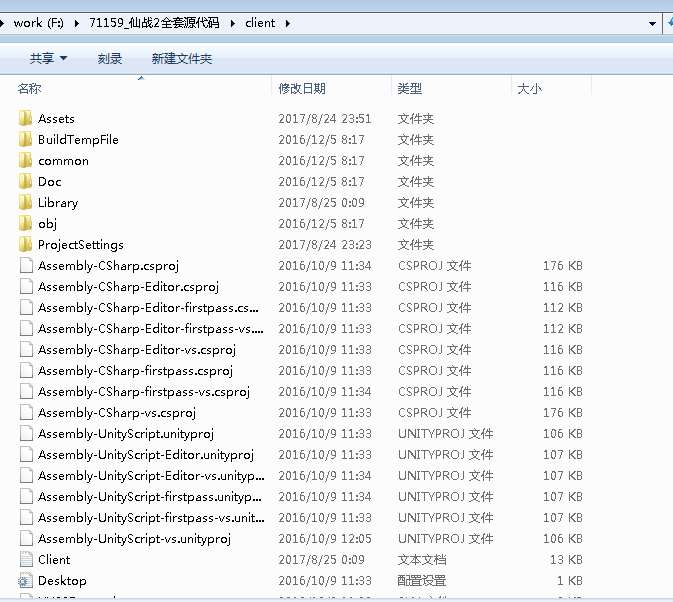 work (F:) ▸ 71159_仙战2全套源代码 ▸ client ▸
共享 刻录 新建文件夹
名称 修改日期 类型 大小
Assets 2017/8/24 23:51 文件夹
BuildTempFile 2016/12/5 8:17 文件夹
common 2016/12/5 8:17 文件夹
Doc 2016/12/5 8:17 文件夹
Library 2017/8/25 0:09 文件夹
obj 2016/12/5 8:17 文件夹
ProjectSettings 2017/8/24 23:23 文件夹
Assembly-CSharp.csproj 2016/10/9 11:34 CSPROJ 文件 176 KB
Assembly-CSharp-Editor.csproj 2016/10/9 11:33 CSPROJ 文件 116 KB
Assembly-CSharp-Editor-firstpass.cs... 2016/10/9 11:33 CSPROJ 文件 112 KB
Assembly-CSharp-Editor-firstpass-vs.... 2016/10/9 11:33 CSPROJ 文件 112 KB
Assembly-CSharp-Editor-vs.csproj 2016/10/9 11:33 CSPROJ 文件 116 KB
Assembly-CSharp-firstpass.csproj 2016/10/9 11:33 CSPROJ 文件 116 KB
Assembly-CSharp-firstpass-vs.csproj 2016/10/9 11:34 CSPROJ 文件 116 KB
Assembly-CSharp-vs.csproj 2016/10/9 11:33 CSPROJ 文件 176 KB
Assembly-UnityScript.unityproj 2016/10/9 11:33 UNITYPROJ 文件 106 KB
Assembly-UnityScript-Editor.unityproj 2016/10/9 11:33 UNITYPROJ 文件 107 KB
Assembly-UnityScript-Editor-vs.unityp... 2016/10/9 11:34 UNITYPROJ 文件 107 KB
Assembly-UnityScript-firstpass.unityp... 2016/10/9 11:34 UNITYPROJ 文件 107 KB
Assembly-UnityScript-firstpass-vs.unit... 2016/10/9 11:33 UNITYPROJ 文件 107 KB
Assembly-UnityScript-vs.unityproj 2016/10/9 12:05 UNITYPROJ 文件 106 KB
Client 2017/8/25 0:09 文本文档 13 KB
Desktop 2016/10/9 11:33 配置设置 1 KB